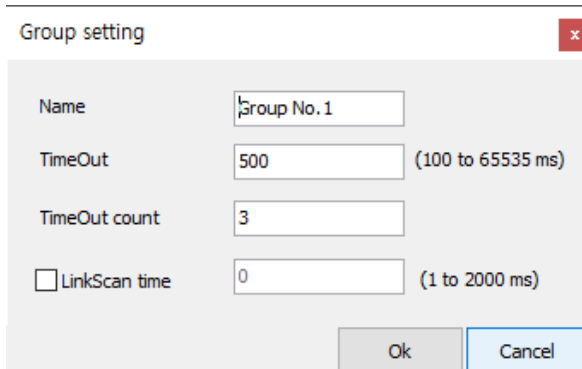 Group setting
x
Name Group No.1
TimeOut 500 (100 to 65535 ms)
TimeOut count 3
LinkScan time 0 (1 to 2000 ms)
Ok Cancel